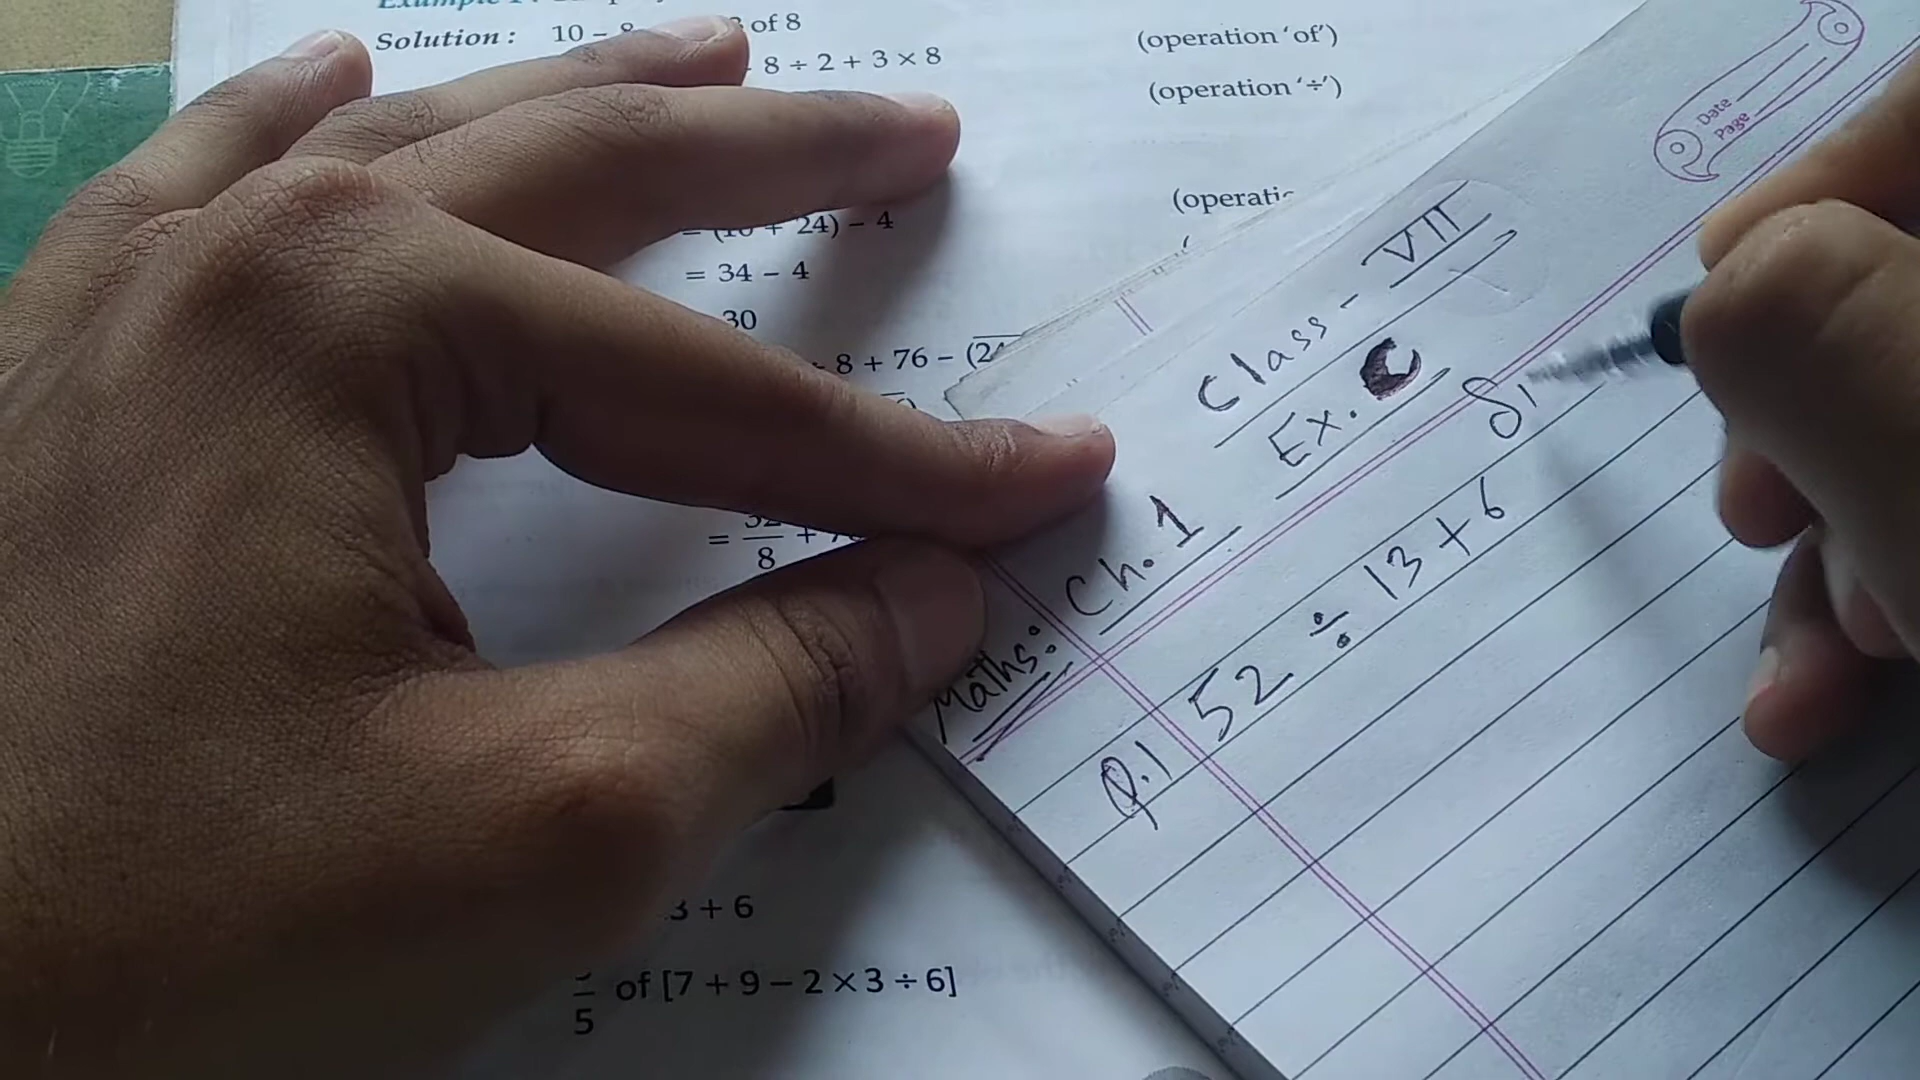 Solution : 10 – 8 of 8
8 ÷ 2 + 3 × 8
(operation ‘of’)
(operation ‘÷’)
24) – 4
= 34 – 4
30
8 + 76 – (
=
8 +
3 + 6
5 of [7 + 9 – 2 × 3 ÷ 6]
Date
Page
Class - VII
Ex. C
Maths: Ch. 1
Q.1 52 ÷ 13 + 6